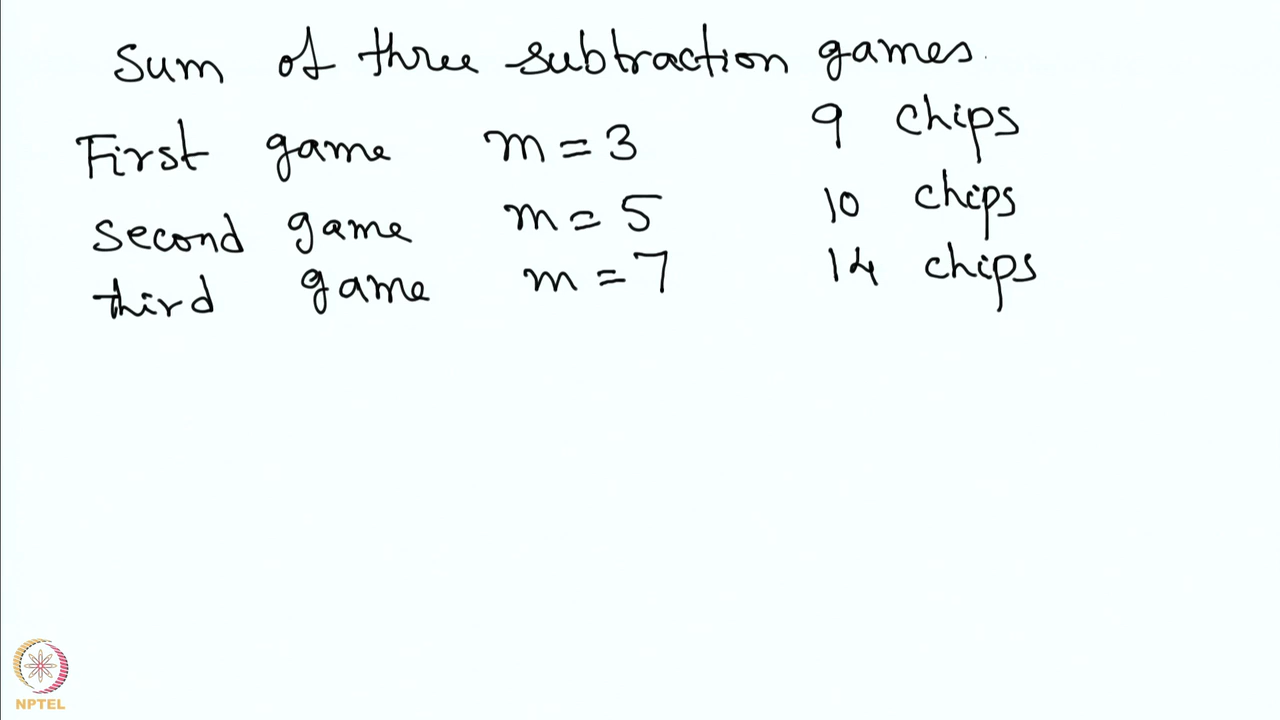 Sum of three subtraction games.
First game m = 3 9 chips
second game m = 5 10 chips
third game m = 7 14 chips
NPTEL